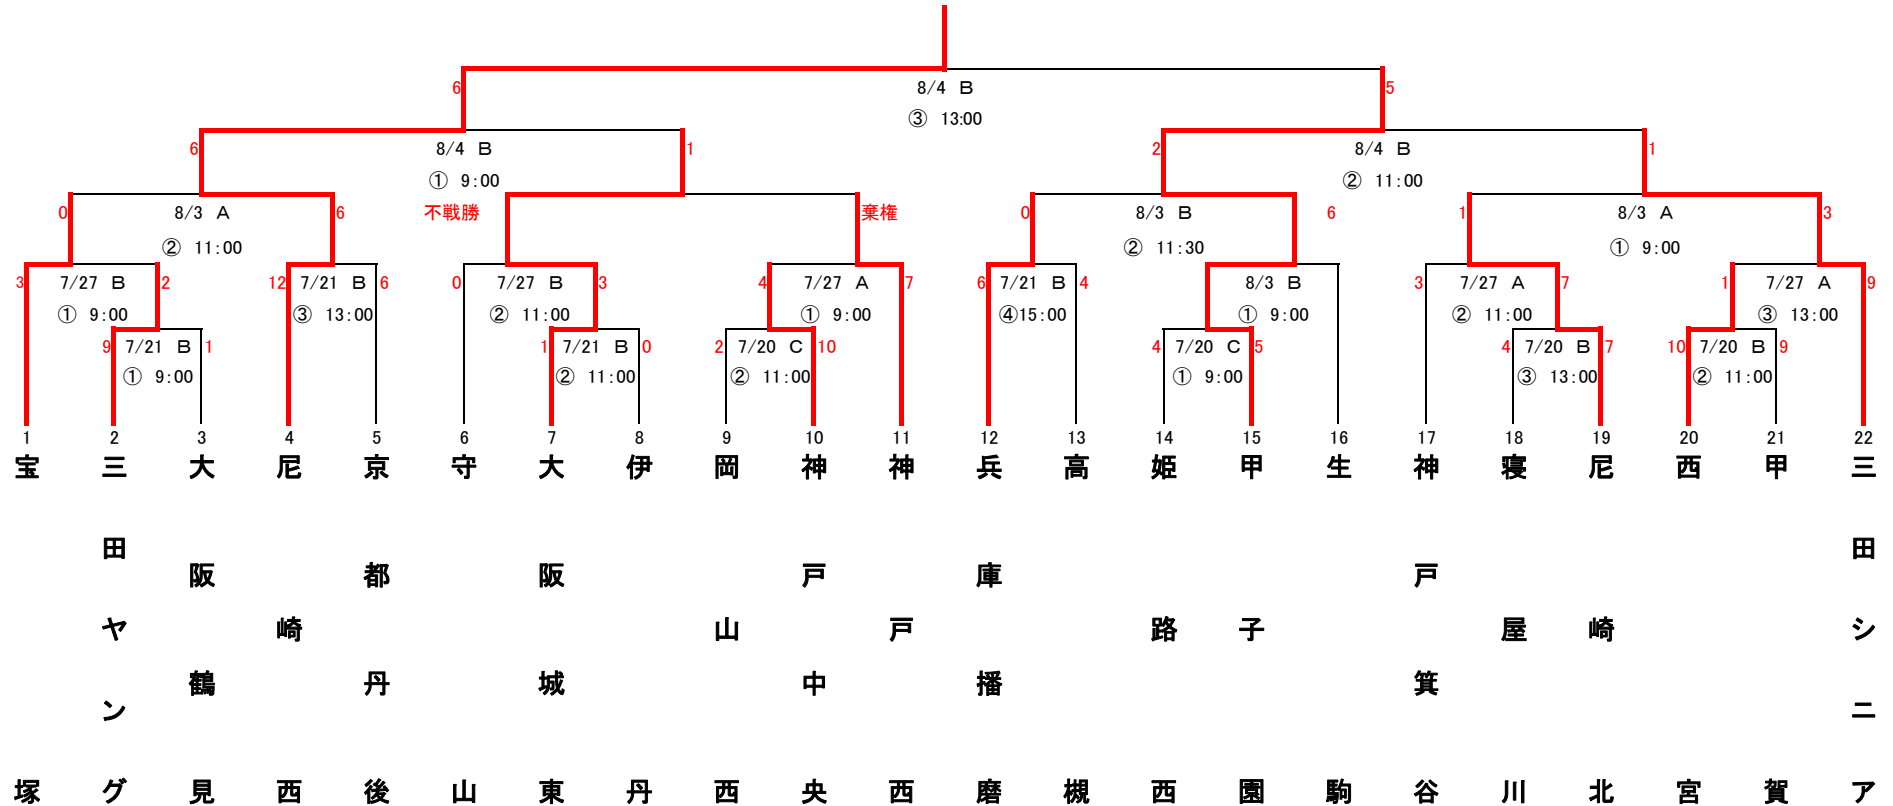 6 8/4 B 5
③ 13:00
6 8/4 B 1 2 8/4 B 1
① 9:00 ② 11:00
0 8/3 A 6 不戦勝 棄権 0 8/3 B 6 1 8/3 A 3
② 11:00 ② 11:30 ① 9:00
3 7/27 B 2 12 7/21 B 6 0 7/27 B 3 4 7/27 A 7 6 7/21 B 4 8/3 B 3 7/27 A 7 1 7/27 A 9
① 9:00 ③ 13:00 ② 11:00 ① 9:00 ④15:00 ① 9:00 ② 11:00 ③ 13:00
9 7/21 B 1 1 7/21 B 0 2 7/20 C 10 4 7/20 C 5 4 7/20 B 7 10 7/20 B 9
① 9:00 ② 11:00 ② 11:00 ① 9:00 ③ 13:00 ② 11:00
1 2 3 4 5 6 7 8 9 10 11 12 13 14 15 16 17 18 19 20 21 22
宝塚
三田ヤング
大阪鶴見
尼崎西
京都丹後
守山
大阪城東
伊丹
岡山西
神戸中央
神戸西
兵庫播磨
高槻
姫路西
甲子園
生駒
神戸箕谷
寝屋川
尼崎北
西宮
甲賀
三田シニア